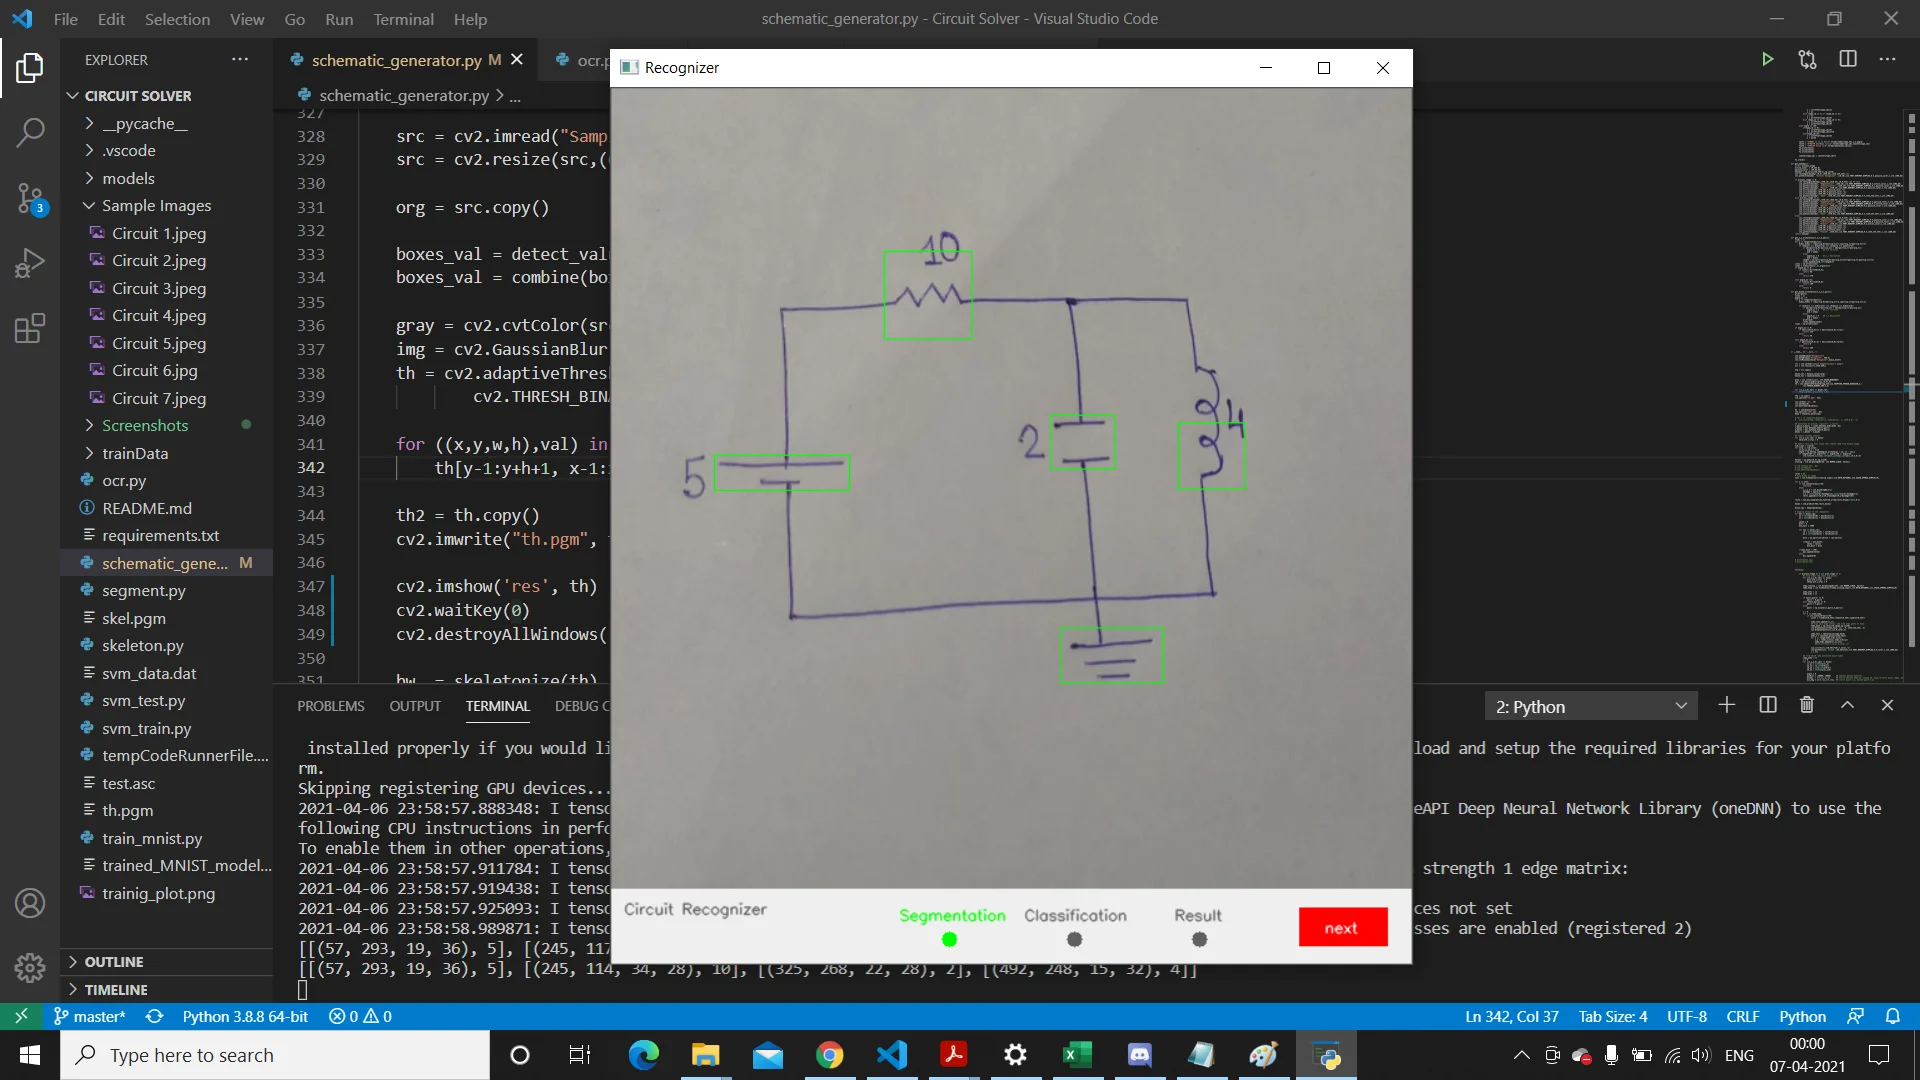 File Edit Selection View Go Run Terminal Help
schematic_generator.py - Circuit Solver - Visual Studio Code
EXPLORER
CIRCUIT SOLVER
__pycache__
.vscode
models
Sample Images
Circuit 1.jpeg
Circuit 2.jpeg
Circuit 3.jpeg
Circuit 4.jpeg
Circuit 5.jpeg
Circuit 6.jpg
Circuit 7.jpeg
Screenshots
trainData
ocr.py
README.md
requirements.txt
schematic_gene... M
segment.py
skel.pgm
skeleton.py
svm_data.dat
svm_test.py
svm_train.py
tempCodeRunnerFile....
test.asc
th.pgm
train_mnist.py
trained_MNIST_model...
trainig_plot.png
OUTLINE
TIMELINE
3
schematic_generator.py M
ocr.p
schematic_generator.py > ...
327
328 src = cv2.imread("Samp
329 src = cv2.resize(src,(
330
331 org = src.copy()
332
333 boxes_val = detect_val
334 boxes_val = combine(bo
335
336 gray = cv2.cvtColor(sr
337 img = cv2.GaussianBlur
338 th = cv2.adaptiveThres
339 cv2.THRESH_BINA
340
341 for ((x,y,w,h),val) in
342 th[y-1:y+h+1, x-1:
343
344 th2 = th.copy()
345 cv2.imwrite("th.pgm",
346
347 cv2.imshow('res', th)
348 cv2.waitKey(0)
349 cv2.destroyAllWindows(
350
351 bw = skeletonize(th)
Recognizer
10
5
2
4
Circuit Recognizer
Segmentation Classification Result
next
PROBLEMS OUTPUT TERMINAL DEBUG C
2: Python
installed properly if you would li
load and setup the required libraries for your platfo
rm.
Skipping registering GPU devices...
2021-04-06 23:58:57.888348: I tenso
eAPI Deep Neural Network Library (oneDNN) to use the
following CPU instructions in perfo
To enable them in other operations,
2021-04-06 23:58:57.911784: I tenso
strength 1 edge matrix:
2021-04-06 23:58:57.919438: I tenso
2021-04-06 23:58:57.925093: I tenso
ces not set
2021-04-06 23:58:58.989871: I tenso
sses are enabled (registered 2)
[[(57, 293, 19, 36), 5], [(245, 117
[[(57, 293, 19, 36), 5], [(245, 114, 34, 28), 10], [(325, 268, 22, 28), 2], [(492, 248, 15, 32), 4]]
master* Python 3.8.8 64-bit 0 0
Ln 342, Col 37 Tab Size: 4 UTF-8 CRLF Python
Type here to search
ENG
00:00
07-04-2021